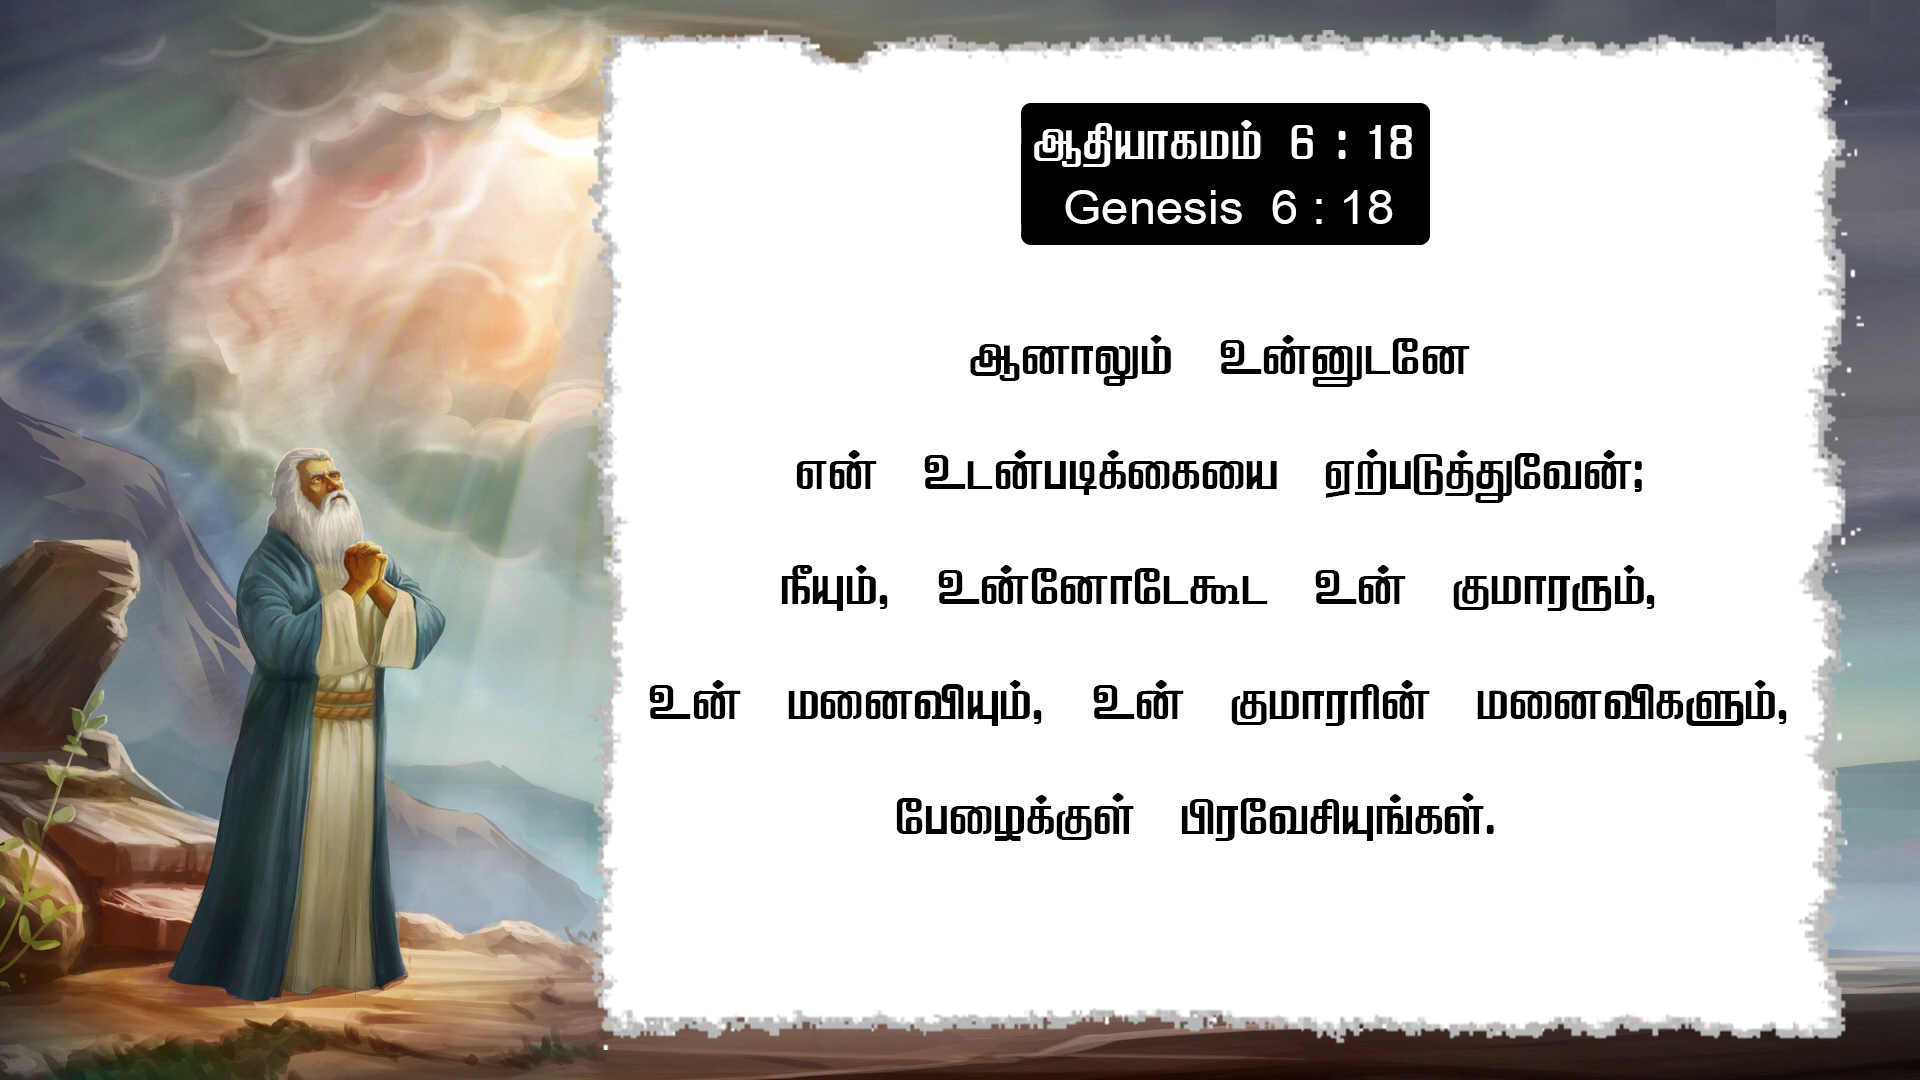 ஆதியாகமம் 6 : 18
Genesis 6 : 18
ஆனாலும் உன்னுடனே
என் உடன்படிக்கையை ஏற்படுத்துவேன்;
நீயும், உன்னோடேகூட உன் குமாரரும்,
உன் மனைவியும், உன் குமாரரின் மனைவிகளும்,
பேழைக்குள் பிரவேசியுங்கள்.